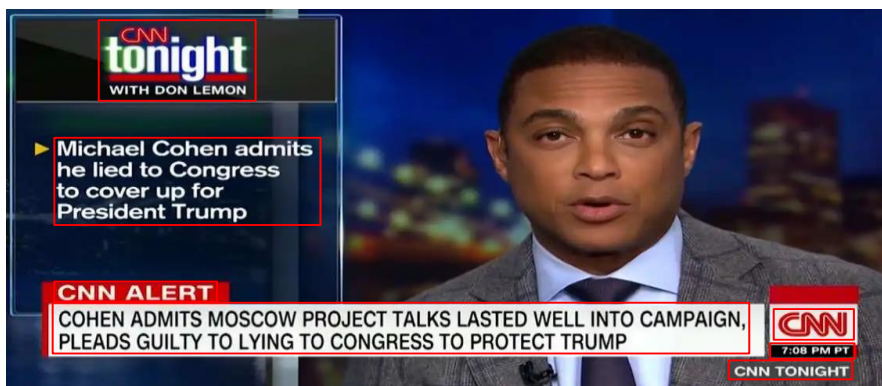 CNN
tonight
WITH DON LEMON
Michael Cohen admits
he lied to Congress
to cover up for
President Trump
CNN ALERT
COHEN ADMITS MOSCOW PROJECT TALKS LASTED WELL INTO CAMPAIGN,
PLEADS GUILTY TO LYING TO CONGRESS TO PROTECT TRUMP
CNN
7:08 PM PT
CNN TONIGHT